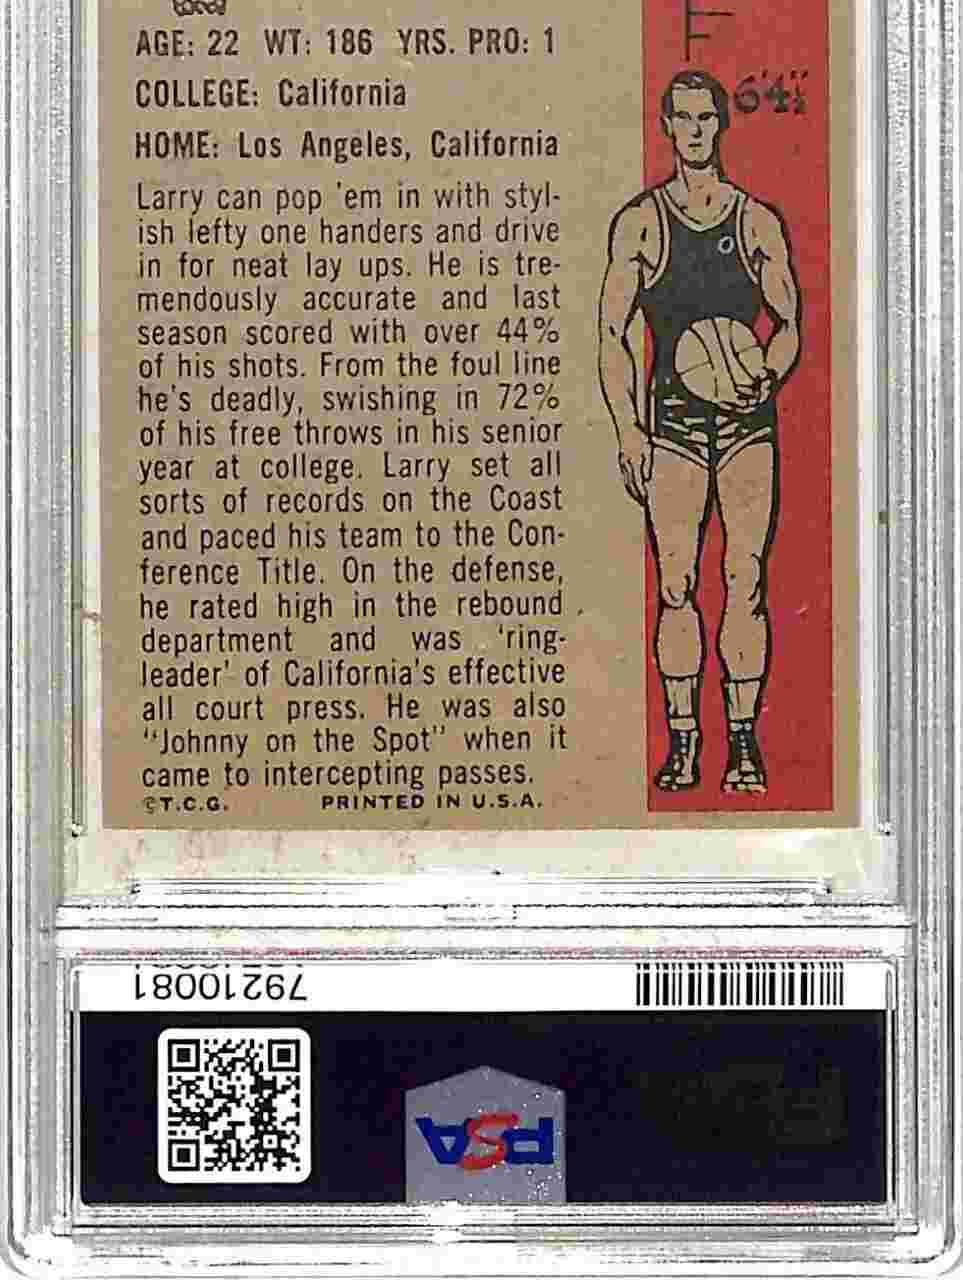 AGE: 22 WT: 186 YRS. PRO: 1
COLLEGE: California
HOME: Los Angeles, California
6'4½"
Larry can pop 'em in with styl-
ish lefty one handers and drive
in for neat lay ups. He is tre-
mendously accurate and last
season scored with over 44%
of his shots. From the foul line
he's deadly, swishing in 72%
of his free throws in his senior
year at college. Larry set all
sorts of records on the Coast
and paced his team to the Con-
ference Title. On the defense,
he rated high in the rebound
department and was 'ring-
leader' of California's effective
all court press. He was also
"Johnny on the Spot" when it
came to intercepting passes.
©T.C.G. PRINTED IN U.S.A.
79210081
PSA